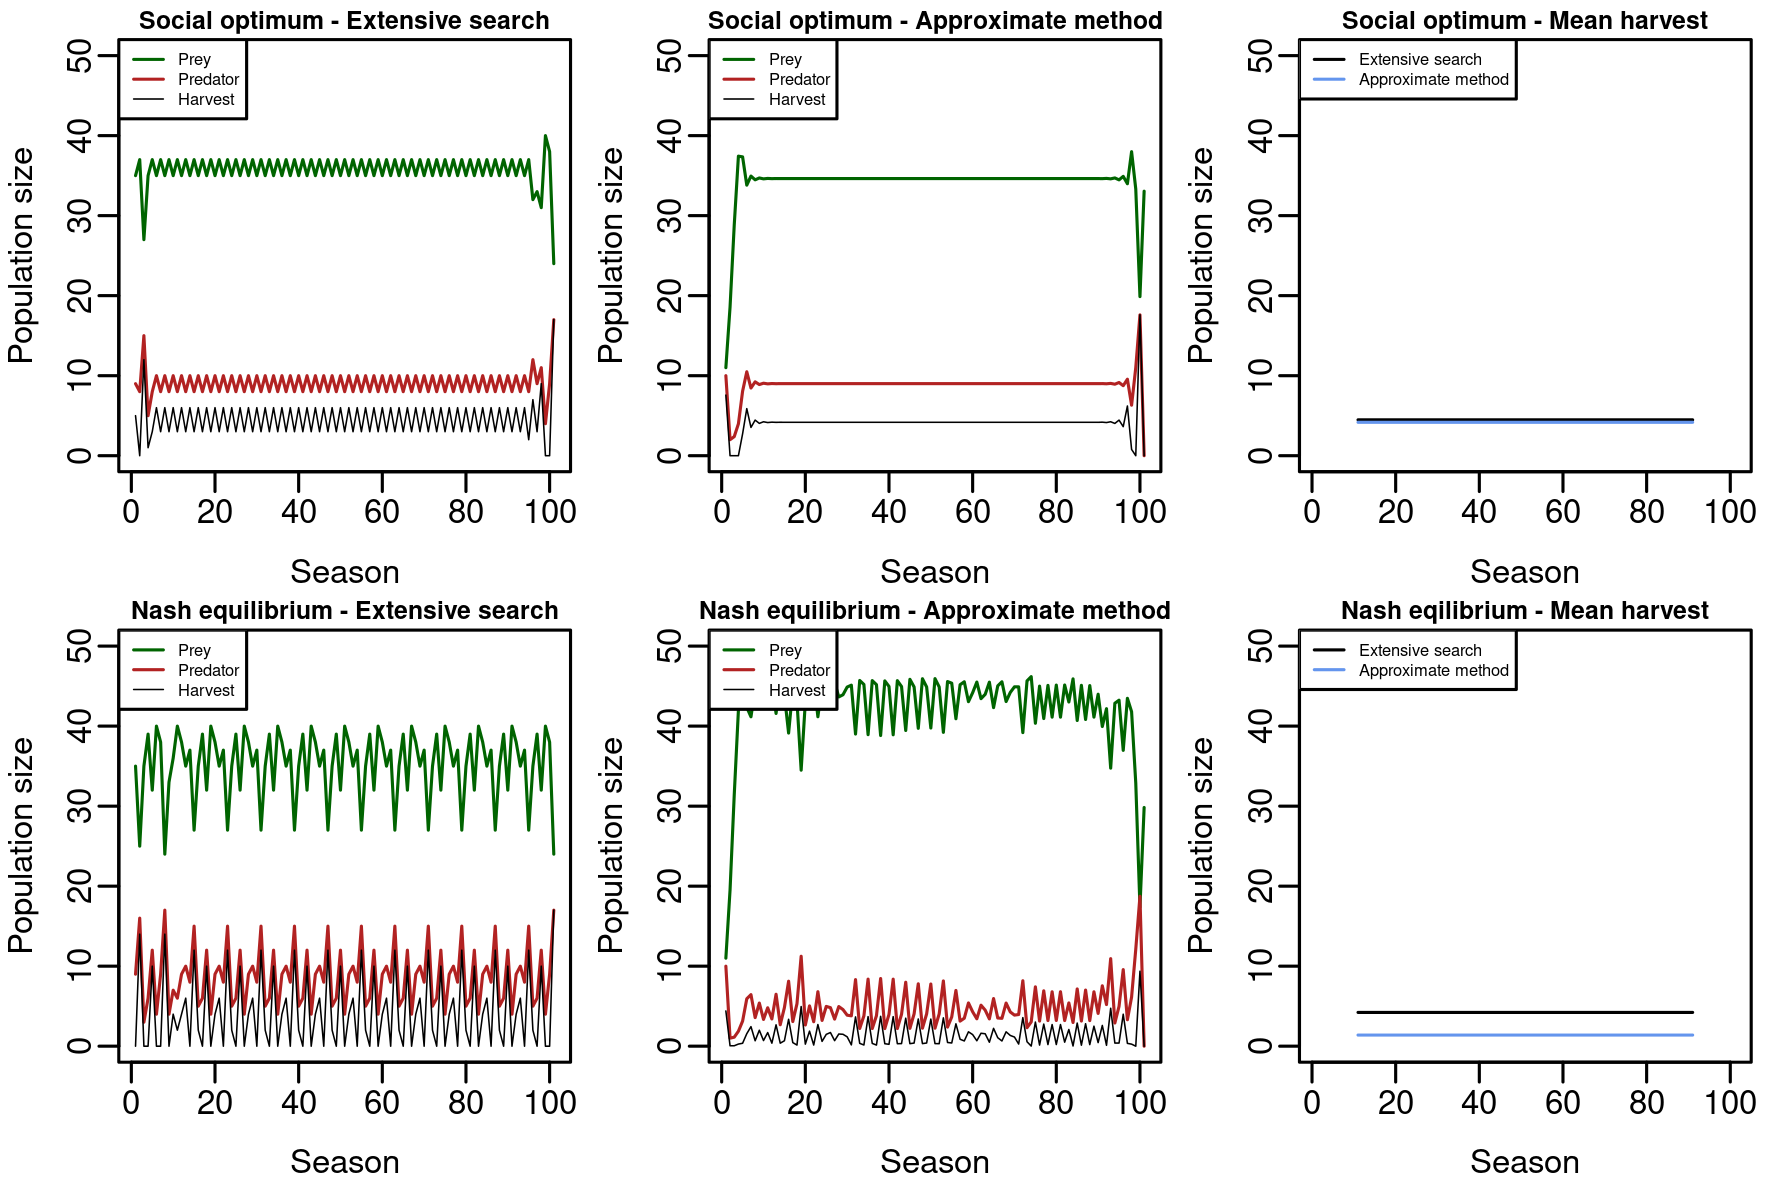 Social optimum - Extensive search
Prey
Predator
Harvest
Population size
0 10 20 30 40 50
0 20 40 60 80 100
Season
Social optimum - Approximate method
Prey
Predator
Harvest
Population size
0 10 20 30 40 50
0 20 40 60 80 100
Season
Social optimum - Mean harvest
Extensive search
Approximate method
Population size
0 10 20 30 40 50
0 20 40 60 80 100
Season
Nash equilibrium - Extensive search
Prey
Predator
Harvest
Population size
0 10 20 30 40 50
0 20 40 60 80 100
Season
Nash equilibrium - Approximate method
Prey
Predator
Harvest
Population size
0 10 20 30 40 50
0 20 40 60 80 100
Season
Nash eqilibrium - Mean harvest
Extensive search
Approximate method
Population size
0 10 20 30 40 50
0 20 40 60 80 100
Season